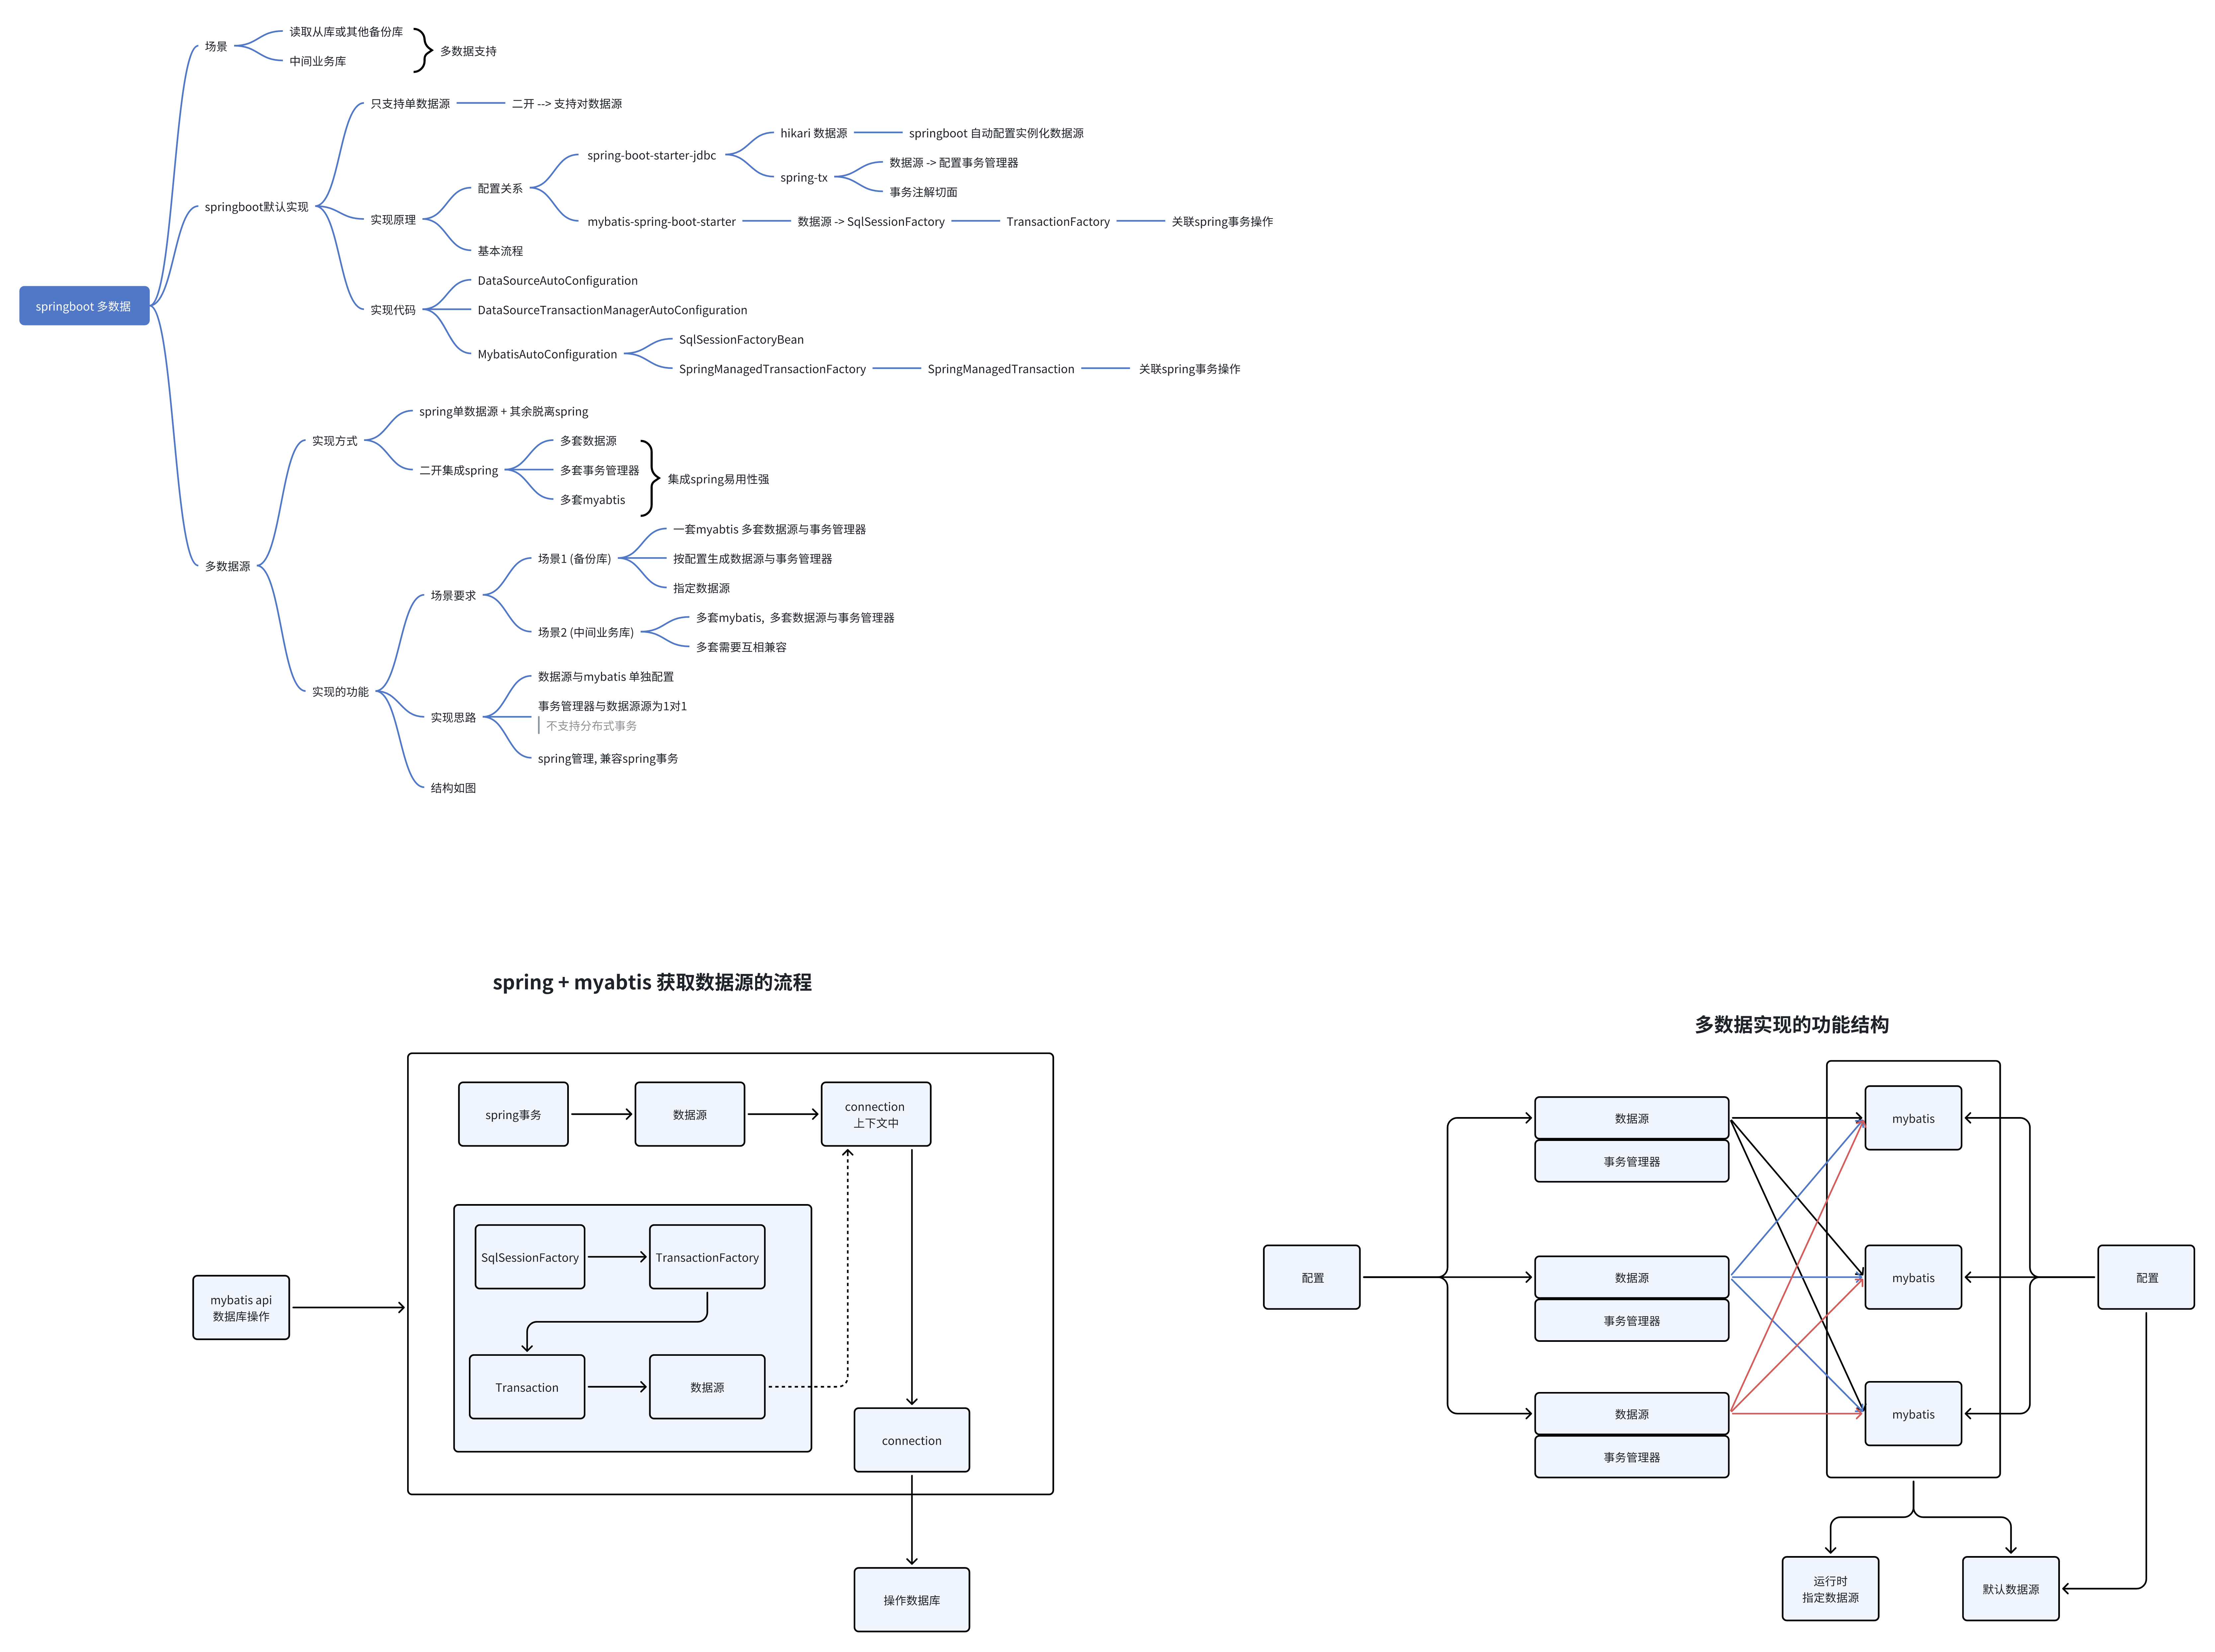 springboot 多数据
场景
读取从库或其他备份库
中间业务库
多数据支持
springboot默认实现
只支持单数据源
二开 --> 支持对数据源
实现原理
配置关系
spring-boot-starter-jdbc
hikari 数据源
springboot 自动配置实例化数据源
spring-tx
数据源 -> 配置事务管理器
事务注解切面
mybatis-spring-boot-starter
数据源 -> SqlSessionFactory
TransactionFactory
关联spring事务操作
基本流程
实现代码
DataSourceAutoConfiguration
DataSourceTransactionManagerAutoConfiguration
MybatisAutoConfiguration
SqlSessionFactoryBean
SpringManagedTransactionFactory
SpringManagedTransaction
关联spring事务操作
多数据源
实现方式
spring单数据源 + 其余脱离spring
二开集成spring
多套数据源
多套事务管理器
多套myabtis
集成spring易用性强
实现的功能
场景要求
场景1 (备份库)
一套myabtis 多套数据源与事务管理器
按配置生成数据源与事务管理器
指定数据源
场景2 (中间业务库)
多套mybatis, 多套数据源与事务管理器
多套需要互相兼容
实现思路
数据源与mybatis 单独配置
事务管理器与数据源源为1对1
不支持分布式事务
spring管理, 兼容spring事务
结构如图
spring + myabtis 获取数据源的流程
mybatis api
数据库操作
spring事务
数据源
connection
上下文中
SqlSessionFactory
TransactionFactory
Transaction
数据源
connection
操作数据库
多数据实现的功能结构
配置
数据源
事务管理器
数据源
事务管理器
数据源
事务管理器
mybatis
mybatis
mybatis
配置
运行时
指定数据源
默认数据源